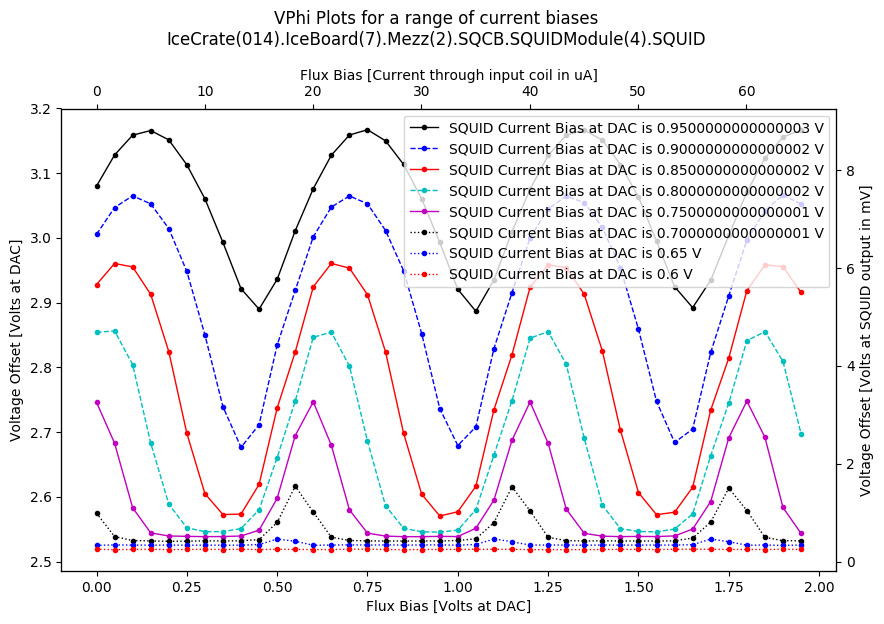 VPhi Plots for a range of current biases
IceCrate(014).IceBoard(7).Mezz(2).SQCB.SQUIDModule(4).SQUID
Flux Bias [Current through input coil in uA]
0 10 20 30 40 50 60
SQUID Current Bias at DAC is 0.9500000000000003 V
SQUID Current Bias at DAC is 0.9000000000000002 V
SQUID Current Bias at DAC is 0.8500000000000002 V
SQUID Current Bias at DAC is 0.8000000000000002 V
SQUID Current Bias at DAC is 0.7500000000000001 V
SQUID Current Bias at DAC is 0.7000000000000001 V
SQUID Current Bias at DAC is 0.65 V
SQUID Current Bias at DAC is 0.6 V
Voltage Offset [Volts at DAC]
3.2
3.1
3.0
2.9
2.8
2.7
2.6
2.5
Voltage Offset [Volts at SQUID output in mV]
8
6
4
2
0
0.00 0.25 0.50 0.75 1.00 1.25 1.50 1.75 2.00
Flux Bias [Volts at DAC]